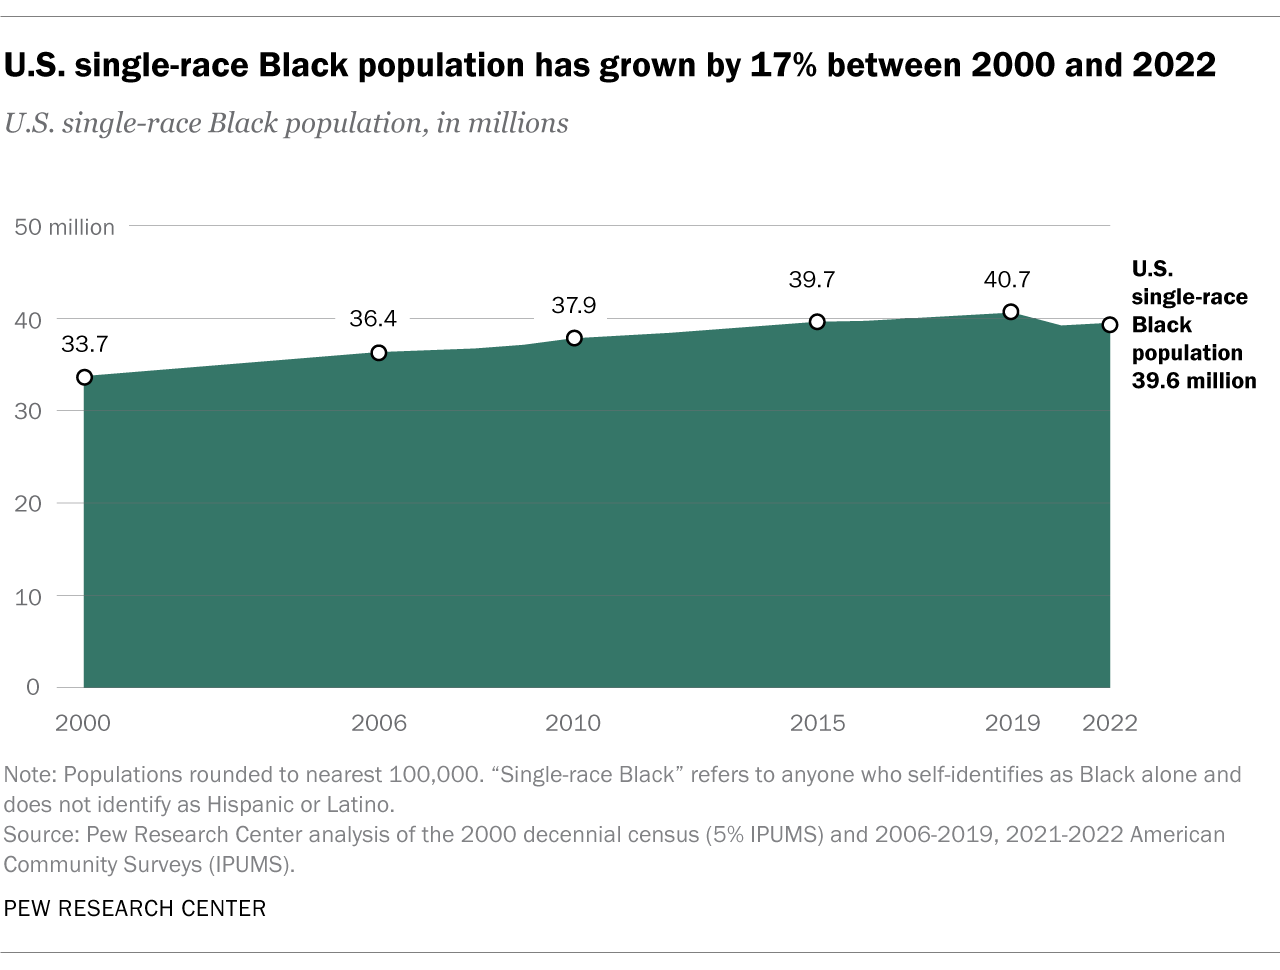 U.S. single-race Black population has grown by 17% between 2000 and 2022
U.S. single-race Black population, in millions
50 million
40
30
20
10
0
33.7
36.4
37.9
39.7
40.7
U.S.
single-race
Black
population
39.6 million
2000
2006
2010
2015
2019
2022
Note: Populations rounded to nearest 100,000. “Single-race Black” refers to anyone who self-identifies as Black alone and
does not identify as Hispanic or Latino.
Source: Pew Research Center analysis of the 2000 decennial census (5% IPUMS) and 2006-2019, 2021-2022 American
Community Surveys (IPUMS).
PEW RESEARCH CENTER